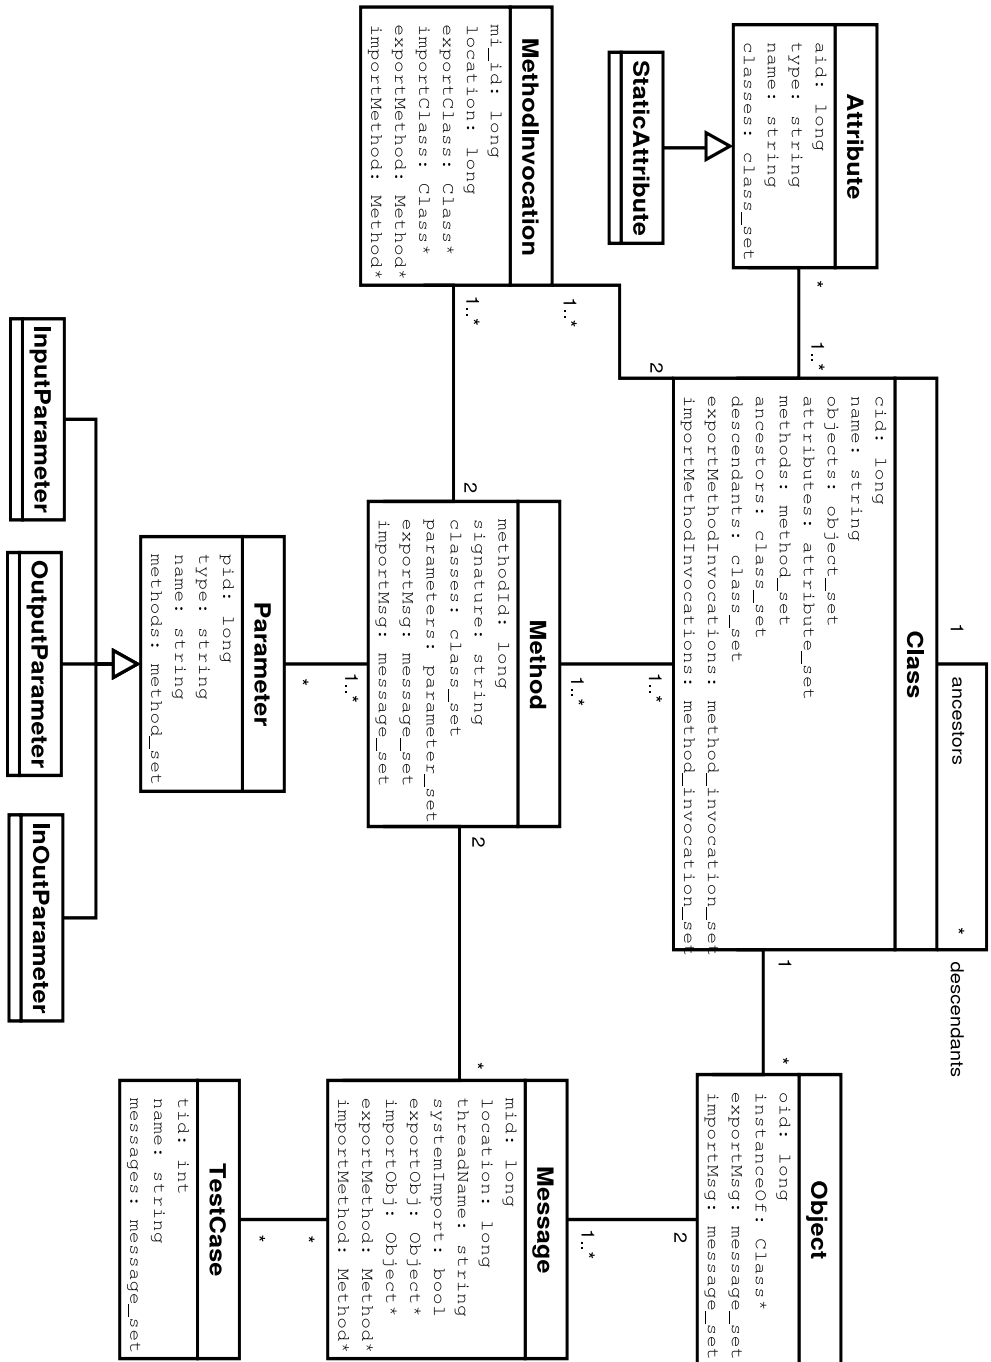 Attribute
aid: long
type: string
name: string
classes: class_set
*
1..*
StaticAttribute
1
ancestors
*
descendants
Class
cid: long
name: string
objects: object_set
attributes: attribute_set
methods: method_set
ancestors: class_set
descendants: class_set
exportMethodInvocations: method_invocation_set
importMethodInvocations: method_invocation_set
1
*
Object
oid: long
instanceOf: Class*
exportMsg: message_set
importMsg: message_set
2
1..*
1..*
2
1..*
1..*
MethodInvocation
mi_id: long
location: long
exportClass: Class*
importClass: Class*
exportMethod: Method*
importMethod: Method*
1..*
2
Method
methodId: long
signature: string
classes: class_set
parameters: parameter_set
exportMsg: message_set
importMsg: message_set
2
*
Message
mid: long
location: long
threadName: string
systemImport: bool
exportObj: Object*
importObj: Object*
exportMethod: Method*
importMethod: Method*
1..*
*
*
*
Parameter
pid: long
type: string
name: string
methods: method_set
TestCase
tid: int
name: string
messages: message_set
InputParameter
OutputParameter
InOutParameter